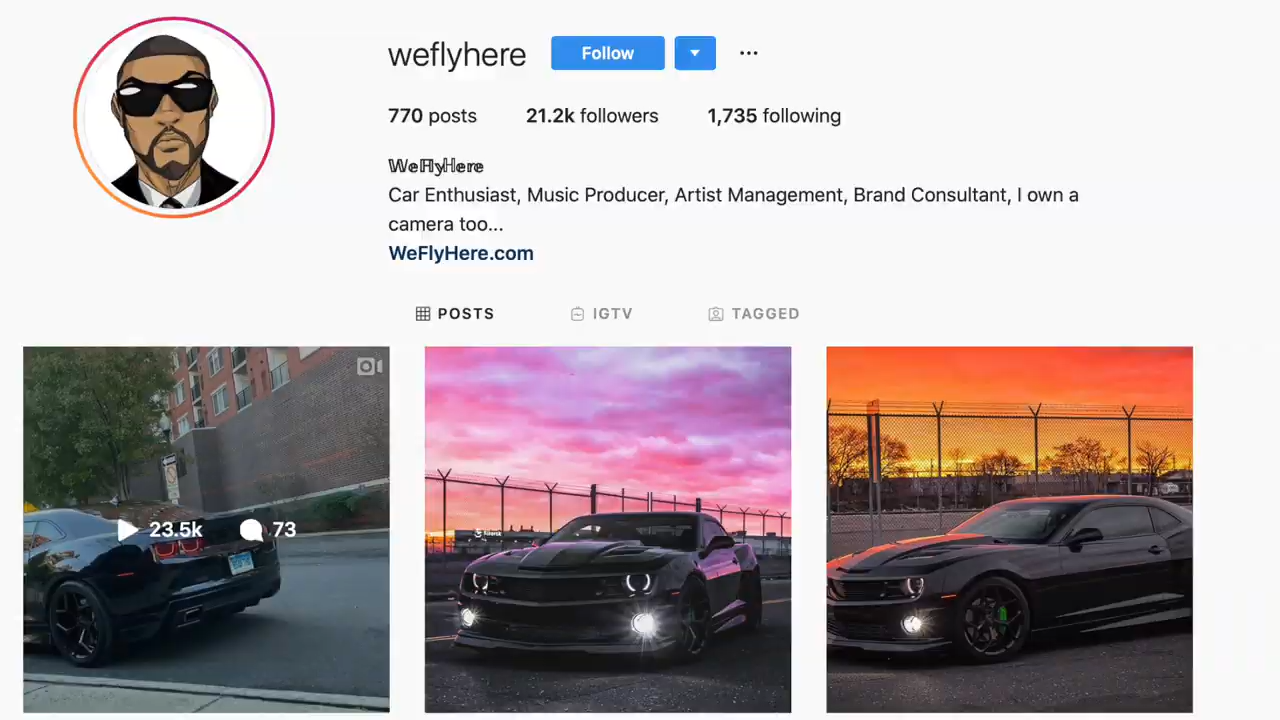 weflyhere
Follow
770 posts
21.2k followers
1,735 following
𝕎𝕖𝔽𝕝𝕪ℍ𝕖𝕣𝕖
Car Enthusiast, Music Producer, Artist Management, Brand Consultant, I own a
camera too...
WeFlyHere.com
POSTS
IGTV
TAGGED
23.5k
73